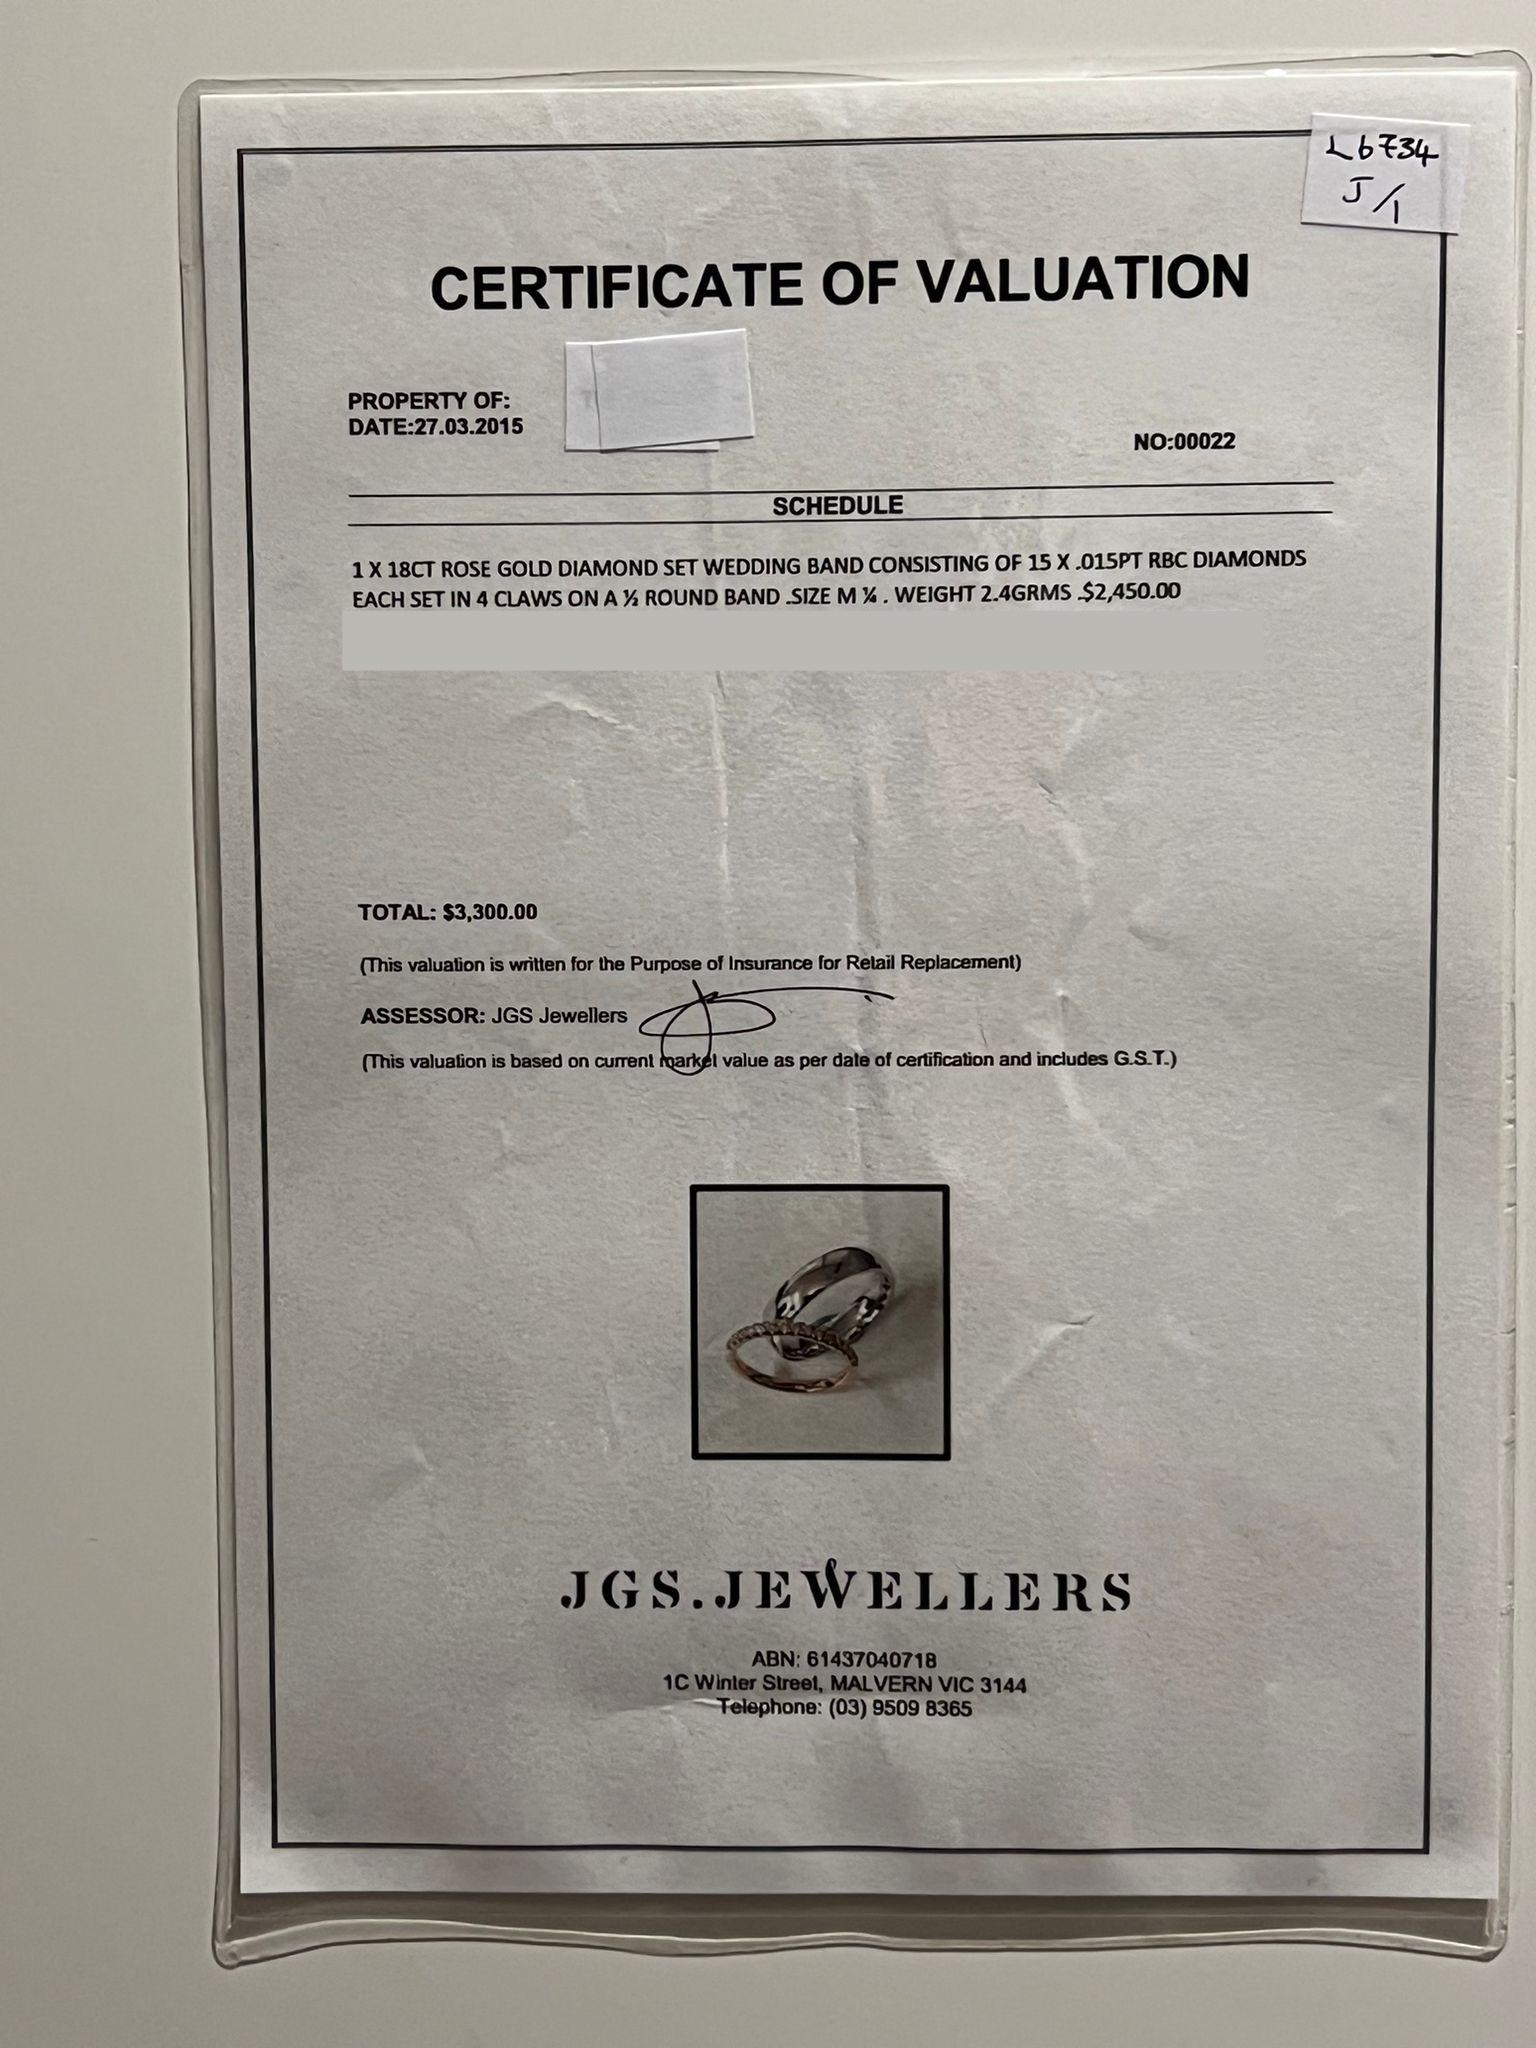 L6734
J/1
CERTIFICATE OF VALUATION
PROPERTY OF:
DATE:27.03.2015
NO:00022
SCHEDULE
1 X 18CT ROSE GOLD DIAMOND SET WEDDING BAND CONSISTING OF 15 X .015PT RBC DIAMONDS
EACH SET IN 4 CLAWS ON A ½ ROUND BAND .SIZE M ¼ . WEIGHT 2.4GRMS .$2,450.00
TOTAL: $3,300.00
(This valuation is written for the Purpose of Insurance for Retail Replacement)
ASSESSOR: JGS Jewellers
(This valuation is based on current market value as per date of certification and includes G.S.T.)
JGS.JEWELLERS
ABN: 61437040718
1C Winter Street, MALVERN VIC 3144
Telephone: (03) 9509 8365